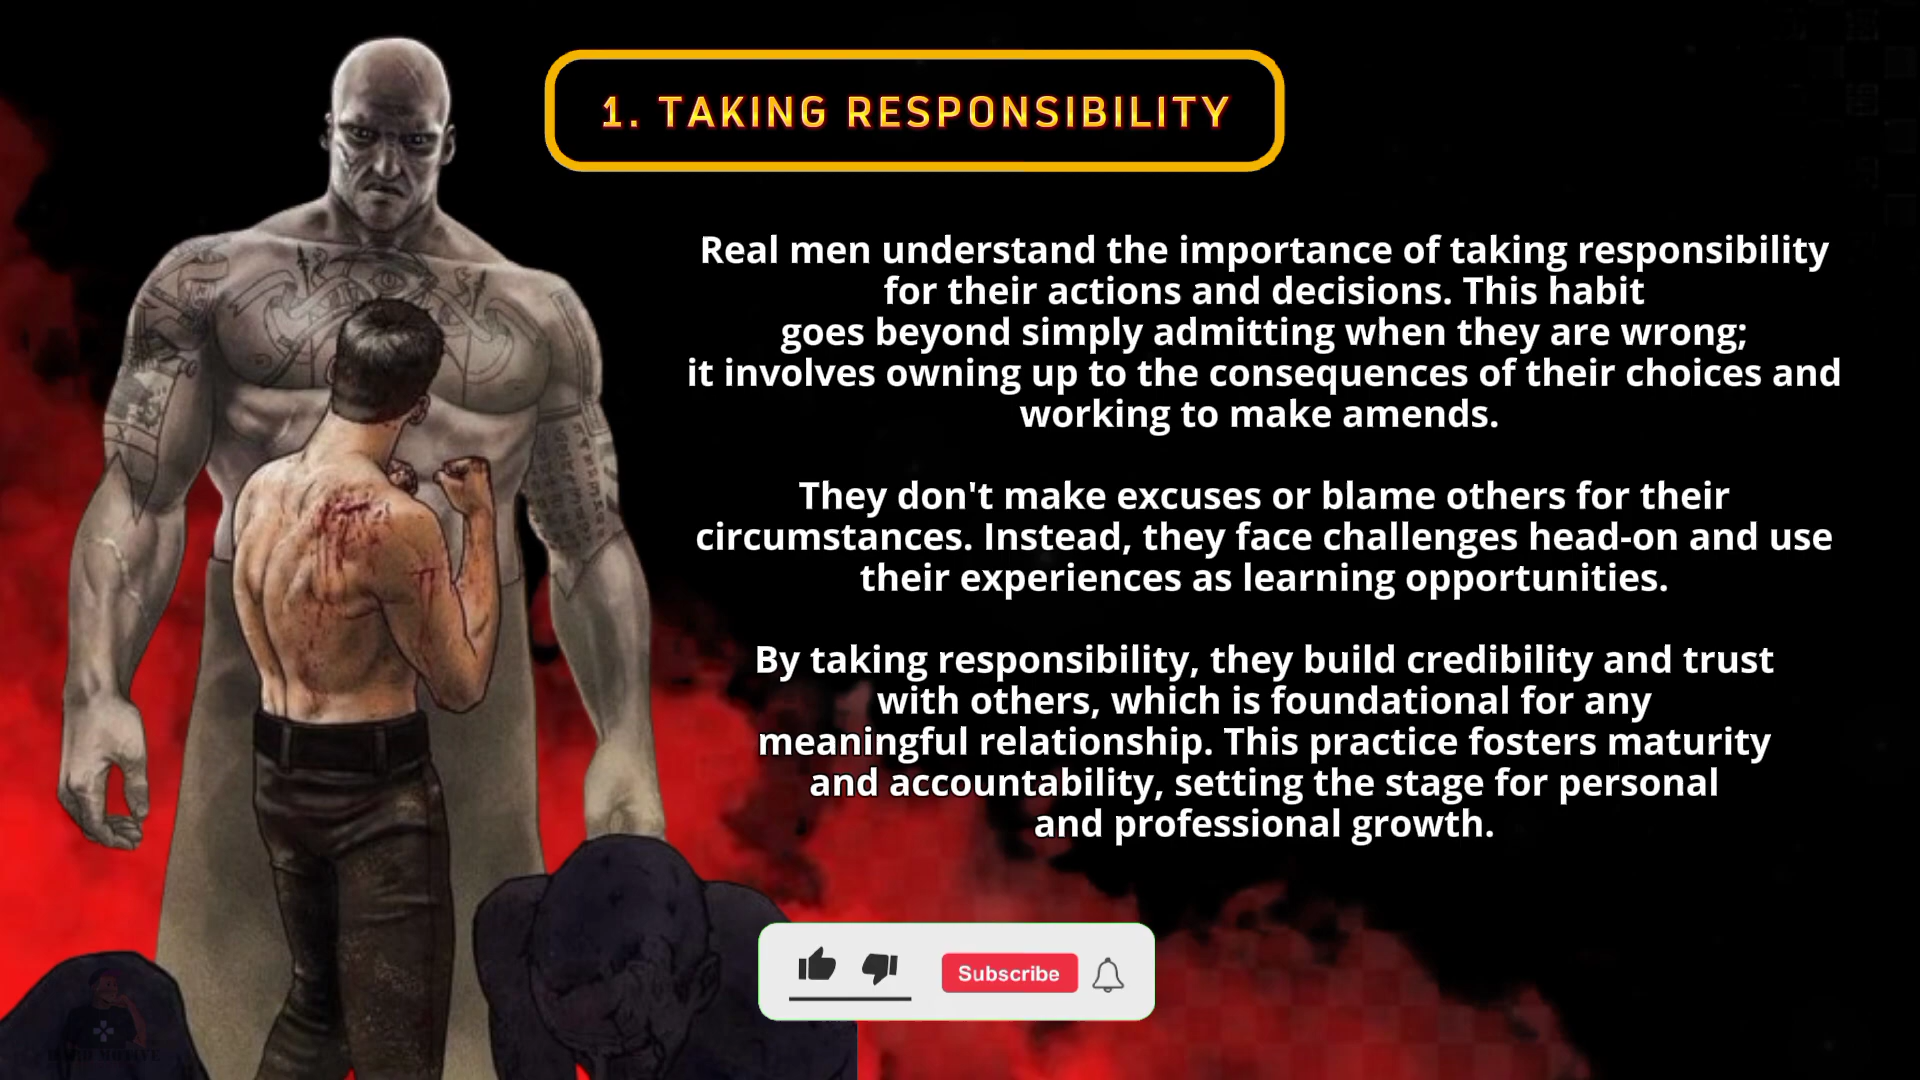 1. TAKING RESPONSIBILITY
Real men understand the importance of taking responsibility
for their actions and decisions. This habit
goes beyond simply admitting when they are wrong;
it involves owning up to the consequences of their choices and
working to make amends.
They don't make excuses or blame others for their
circumstances. Instead, they face challenges head-on and use
their experiences as learning opportunities.
By taking responsibility, they build credibility and trust
with others, which is foundational for any
meaningful relationship. This practice fosters maturity
and accountability, setting the stage for personal
and professional growth.
Subscribe